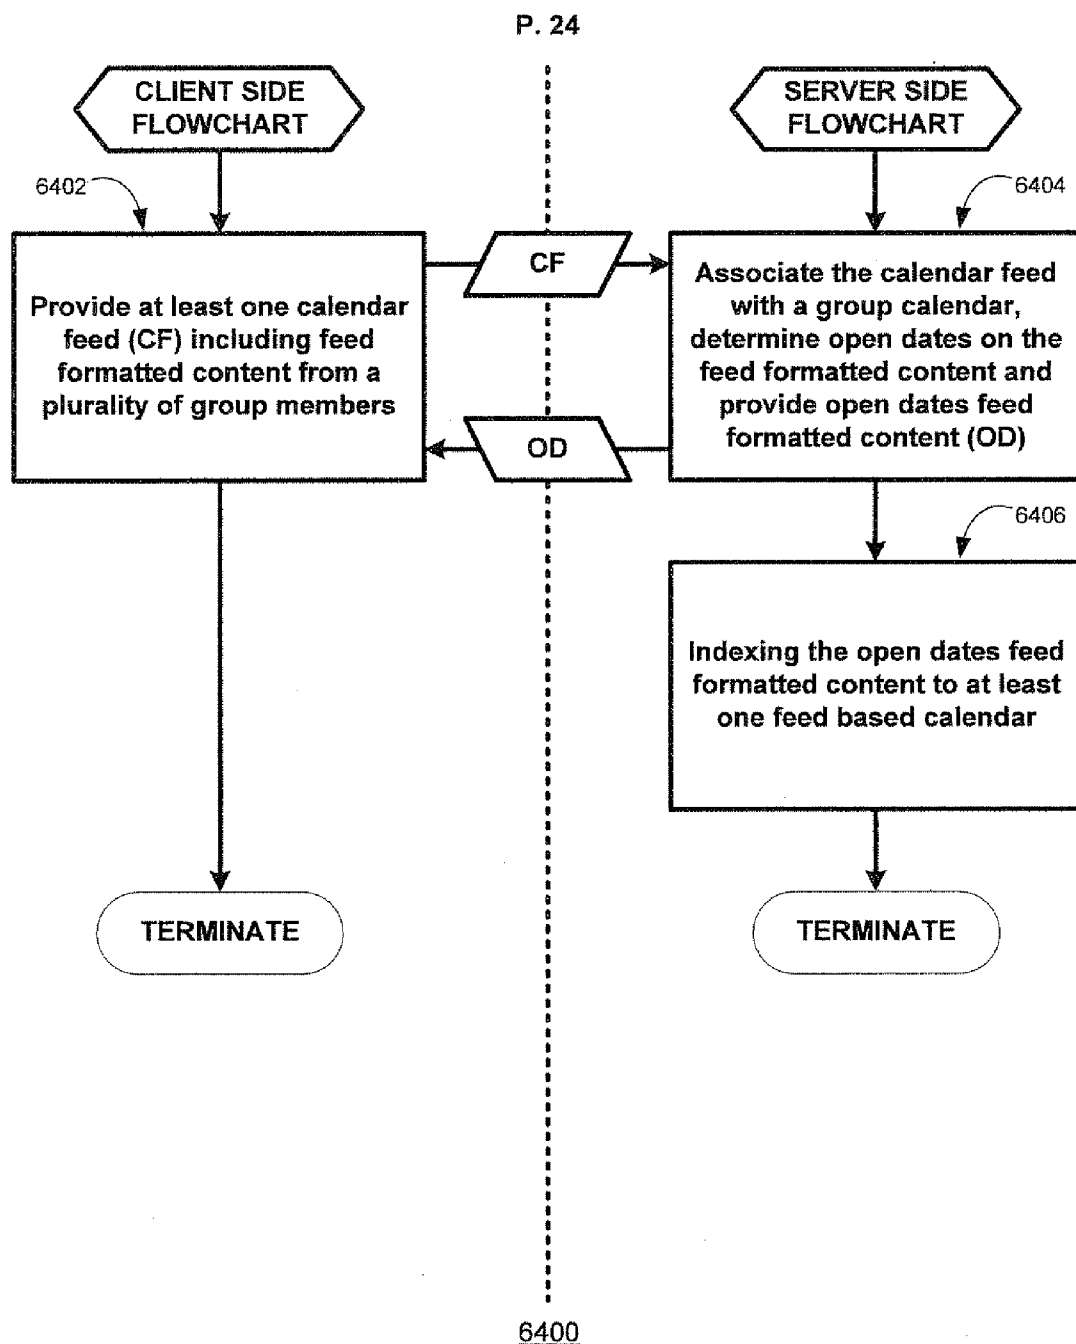 P. 24
CLIENT SIDE
FLOWCHART
SERVER SIDE
FLOWCHART
6402
6404
Provide at least one calendar
feed (CF) including feed
formatted content from a
plurality of group members
CF
OD
Associate the calendar feed
with a group calendar,
determine open dates on the
feed formatted content and
provide open dates feed
formatted content (OD)
6406
Indexing the open dates feed
formatted content to at least
one feed based calendar
TERMINATE
TERMINATE
6400